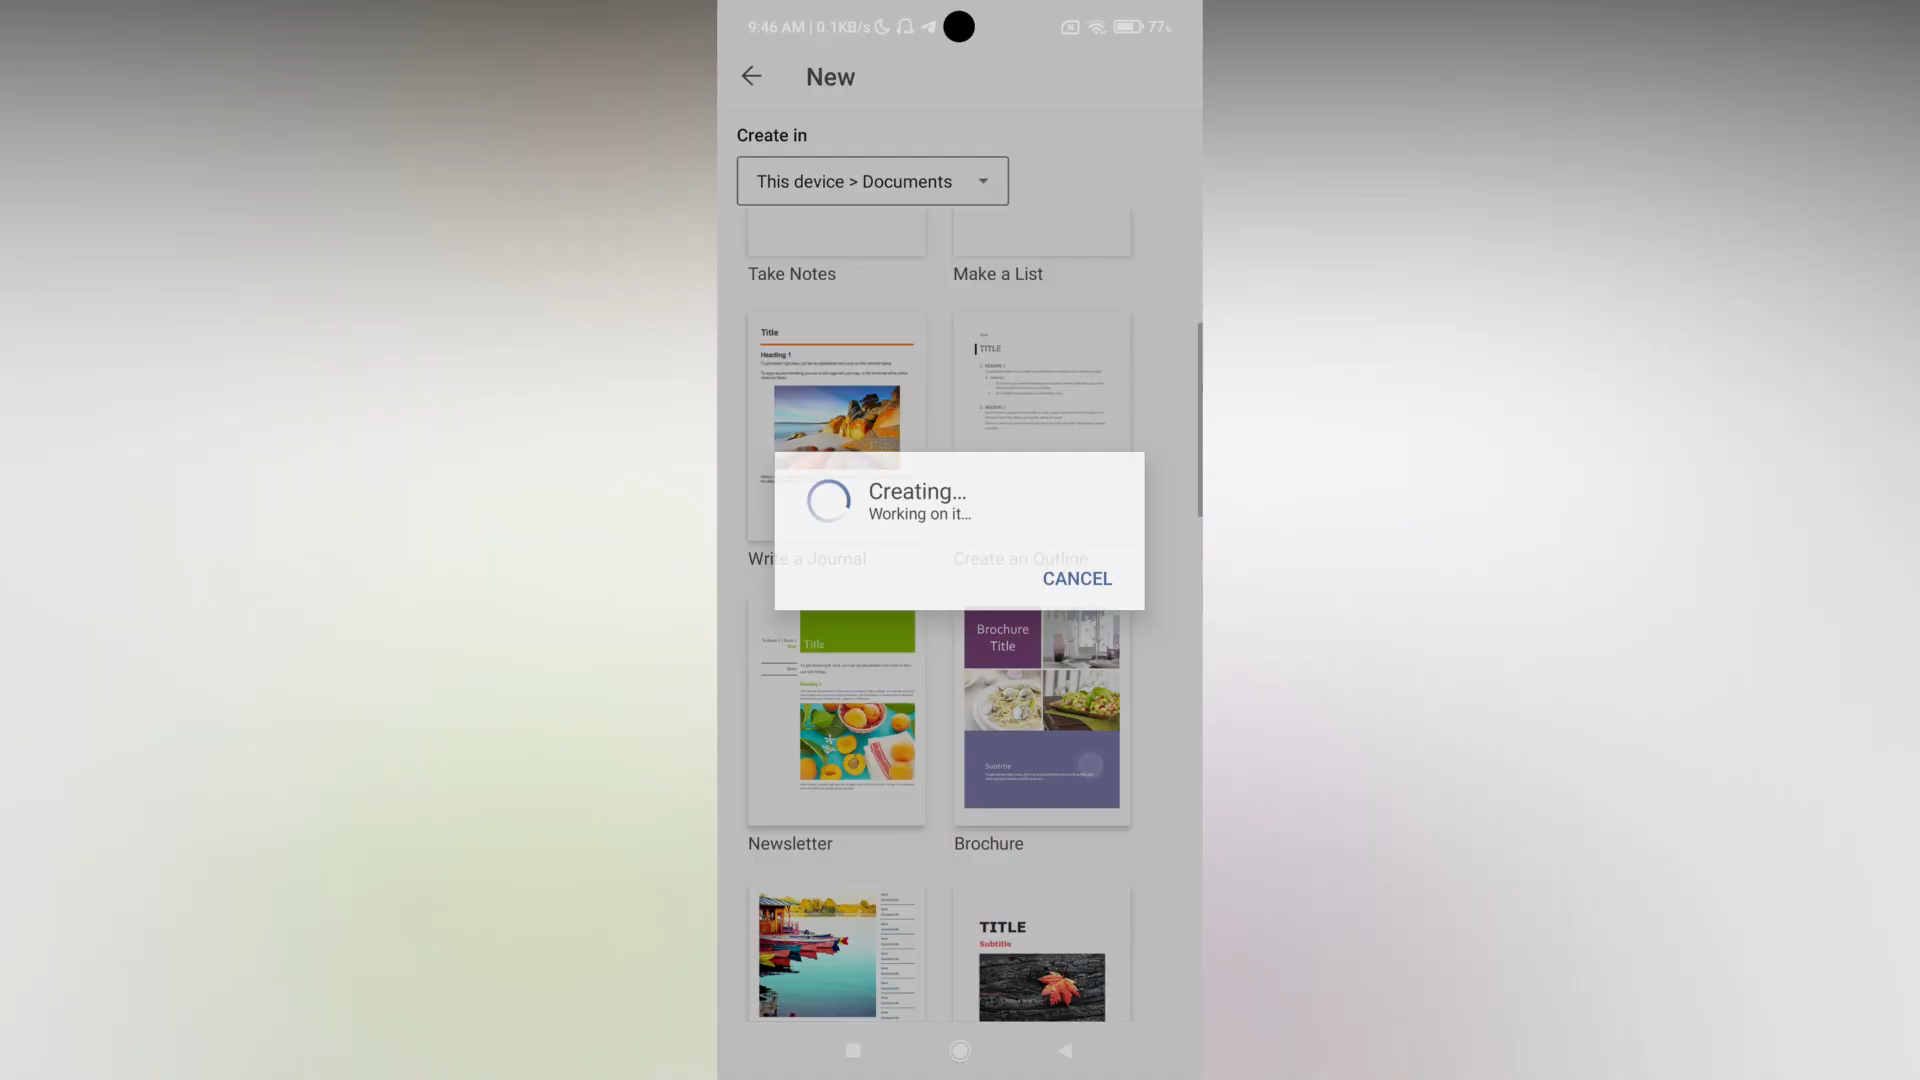 9:46 AM | 0.1KB/s
77%
New
Create in
This device > Documents
Take Notes
Make a List
Title
Heading 1
TITLE
Creating...
Working on it...
Write a Journal
Create an Outline
CANCEL
Title
Heading 1
Brochure
Title
Subtitle
Newsletter
Brochure
TITLE
Subtitle